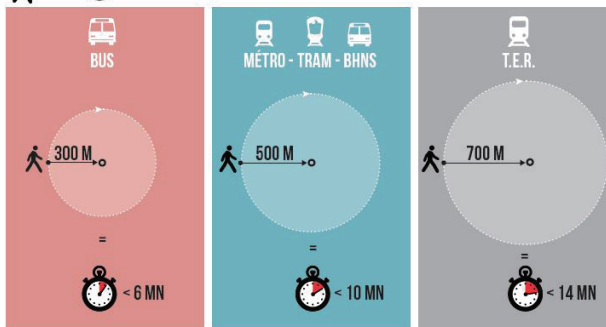 BUS
300 M
=
< 6 MN
MÉTRO - TRAM - BHNS
500 M
=
< 10 MN
T.E.R.
700 M
=
< 14 MN